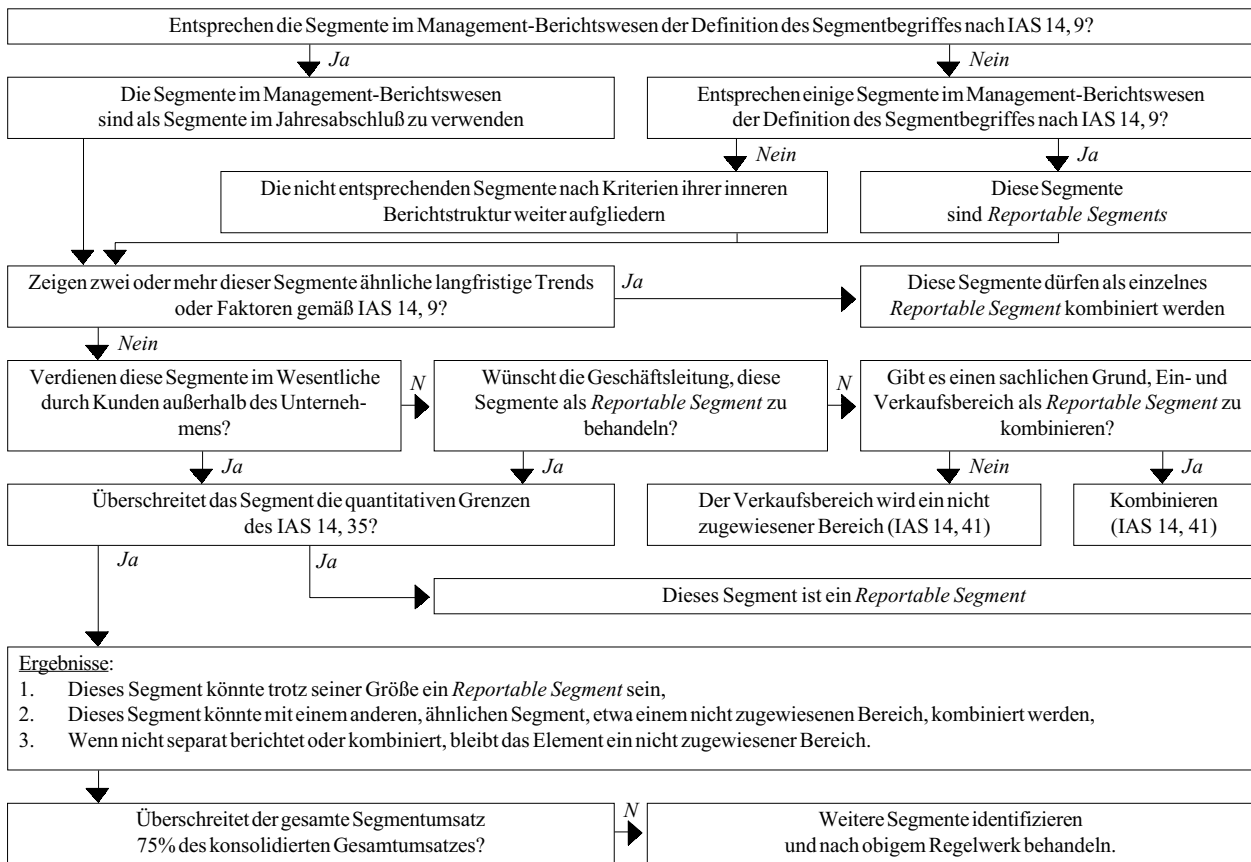 Entsprechen die Segmente im Management-Berichtswesen der Definition des Segmentbegriffes nach IAS 14, 9?
Ja
Nein
Die Segmente im Management-Berichtswesen
sind als Segmente im Jahresabschluß zu verwenden
Entsprechen einige Segmente im Management-Berichtswesen
der Definition des Segmentbegriffes nach IAS 14, 9?
Nein
Ja
Die nicht entsprechenden Segmente nach Kriterien ihrer inneren
Berichtstruktur weiter aufgliedern
Diese Segmente
sind Reportable Segments
Zeigen zwei oder mehr dieser Segmente ähnliche langfristige Trends
oder Faktoren gemäß IAS 14, 9?
Ja
Diese Segmente dürfen als einzelnes
Reportable Segment kombiniert werden
Nein
Verdienen diese Segmente im Wesentliche
durch Kunden außerhalb des Unterneh-
mens?
N
Wünscht die Geschäftsleitung, diese
Segmente als Reportable Segment zu
behandeln?
N
Gibt es einen sachlichen Grund, Ein- und
Verkaufsbereich als Reportable Segment zu
kombinieren?
Ja
Ja
Nein
Ja
Überschreitet das Segment die quantitativen Grenzen
des IAS 14, 35?
Der Verkaufsbereich wird ein nicht
zugewiesener Bereich (IAS 14, 41)
Kombinieren
(IAS 14, 41)
Ja
Ja
Dieses Segment ist ein Reportable Segment
Ergebnisse:
1. Dieses Segment könnte trotz seiner Größe ein Reportable Segment sein,
2. Dieses Segment könnte mit einem anderen, ähnlichen Segment, etwa einem nicht zugewiesenen Bereich, kombiniert werden,
3. Wenn nicht separat berichtet oder kombiniert, bleibt das Element ein nicht zugewiesener Bereich.
Überschreitet der gesamte Segmentumsatz
75% des konsolidierten Gesamtumsatzes?
N
Weitere Segmente identifizieren
und nach obigem Regelwerk behandeln.